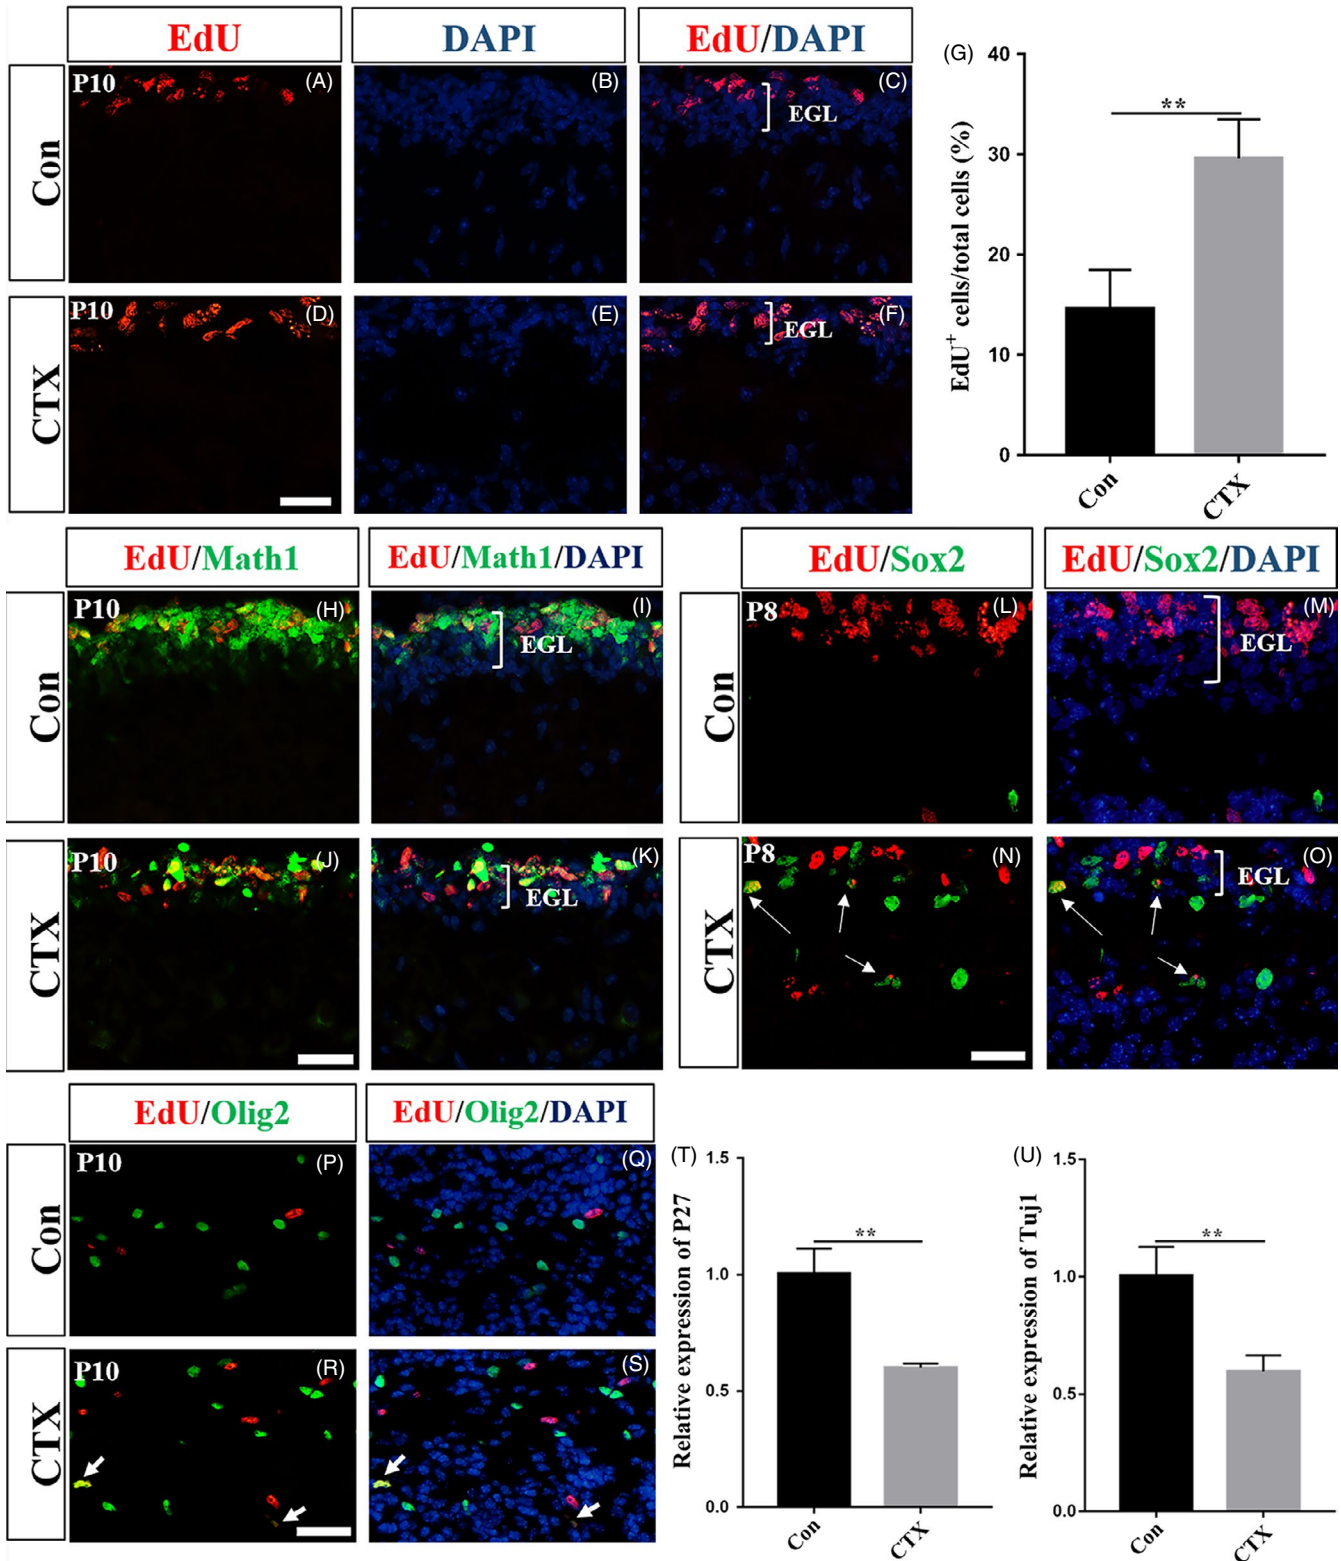 EdU DAPI EdU/DAPI
Con P10 (A) (B) (C) EGL
CTX P10 (D) (E) (F) EGL
(G)
EdU+ cells/total cells (%)
40
30
20
10
0
**
Con CTX
EdU/Math1 EdU/Math1/DAPI
Con P10 (H) (I) EGL
CTX P10 (J) (K) EGL
EdU/Sox2 EdU/Sox2/DAPI
Con P8 (L) (M) EGL
CTX P8 (N) (O) EGL
EdU/Olig2 EdU/Olig2/DAPI
Con P10 (P) (Q)
CTX P10 (R) (S)
(T)
Relative expression of P27
1.5
1.0
0.5
0.0
**
Con CTX
(U)
Relative expression of Tuj1
1.5
1.0
0.5
0.0
**
Con CTX